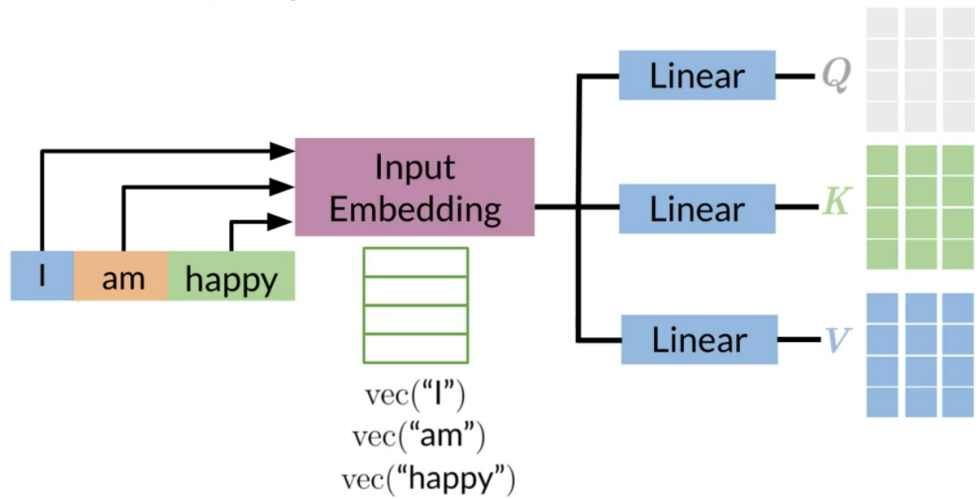 I am happy
Input
Embedding
vec(“I”)
vec(“am”)
vec(“happy”)
Linear Q
Linear K
Linear V